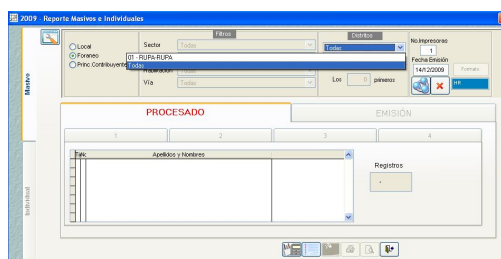 2009 - Reporte Masivos e Individuales
Filtros
Distritos
Local
Foraneo
Princ.Contribuyente
Sector
Todas
01 - RUPA-RUPA
Todas
Habilitación
Vía
Todas
Todas
Los 0 primeros
No.Impresoras
1
Fecha Emisión
14/12/2009
Formato
HR
Masivo
Individual
PROCESADO
EMISIÓN
1
2
3
4
Apellidos y Nombres
Registros